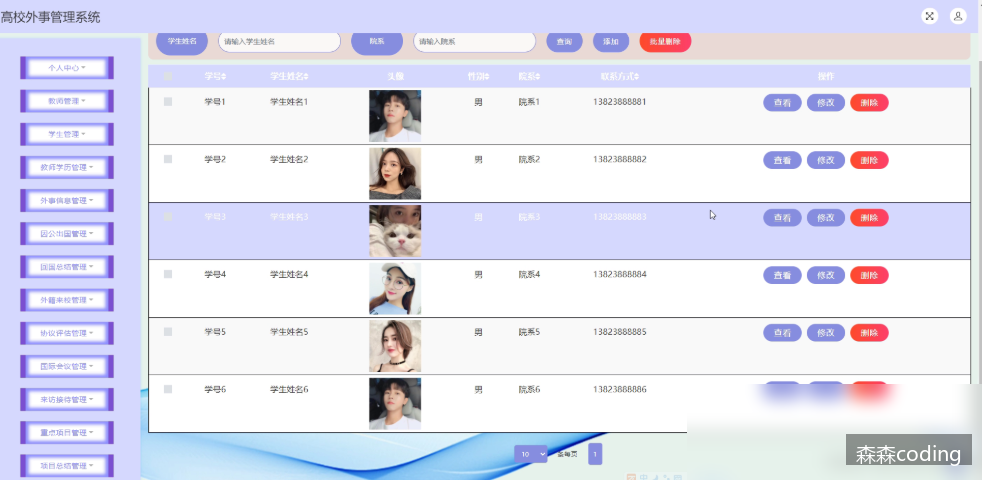 高校外事管理系统
学生姓名 请输入学生姓名 院系 请输入院系 查询 添加 批量删除
个人中心
教师管理
学生管理
教师学历管理
外事信息管理
因公出国管理
回国总结管理
外籍来校管理
协议评估管理
国际会议管理
来访接待管理
重点项目管理
项目总结管理
学号 学生姓名 头像 性别 院系 联系方式 操作
学号1 学生姓名1 男 院系1 13823888881 查看 修改 删除
学号2 学生姓名2 男 院系2 13823888882 查看 修改 删除
学号3 学生姓名3 男 院系3 13823888883 查看 修改 删除
学号4 学生姓名4 男 院系4 13823888884 查看 修改 删除
学号5 学生姓名5 男 院系5 13823888885 查看 修改 删除
学号6 学生姓名6 男 院系6 13823888886
10 条每页 1
森森coding